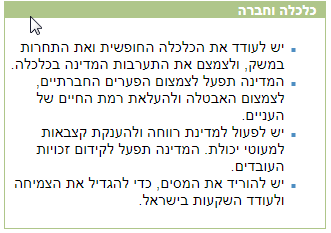 כלכלה וחברה
יש לעודד את הכלכלה החופשית ואת התחרות
במשק, ולצמצם את התערבות המדינה בכלכלה.
המדינה תפעל לצמצום הפערים החברתיים,
לצמצום האבטלה ולהעלאת רמת החיים של
העניים.
יש לפעול למדינת רווחה ולהענקת קצבאות
למעוטי יכולת. המדינה תפעל לקידום זכויות
העובדים.
יש להוריד את המסים, כדי להגדיל את הצמיחה
ולעודד השקעות בישראל.